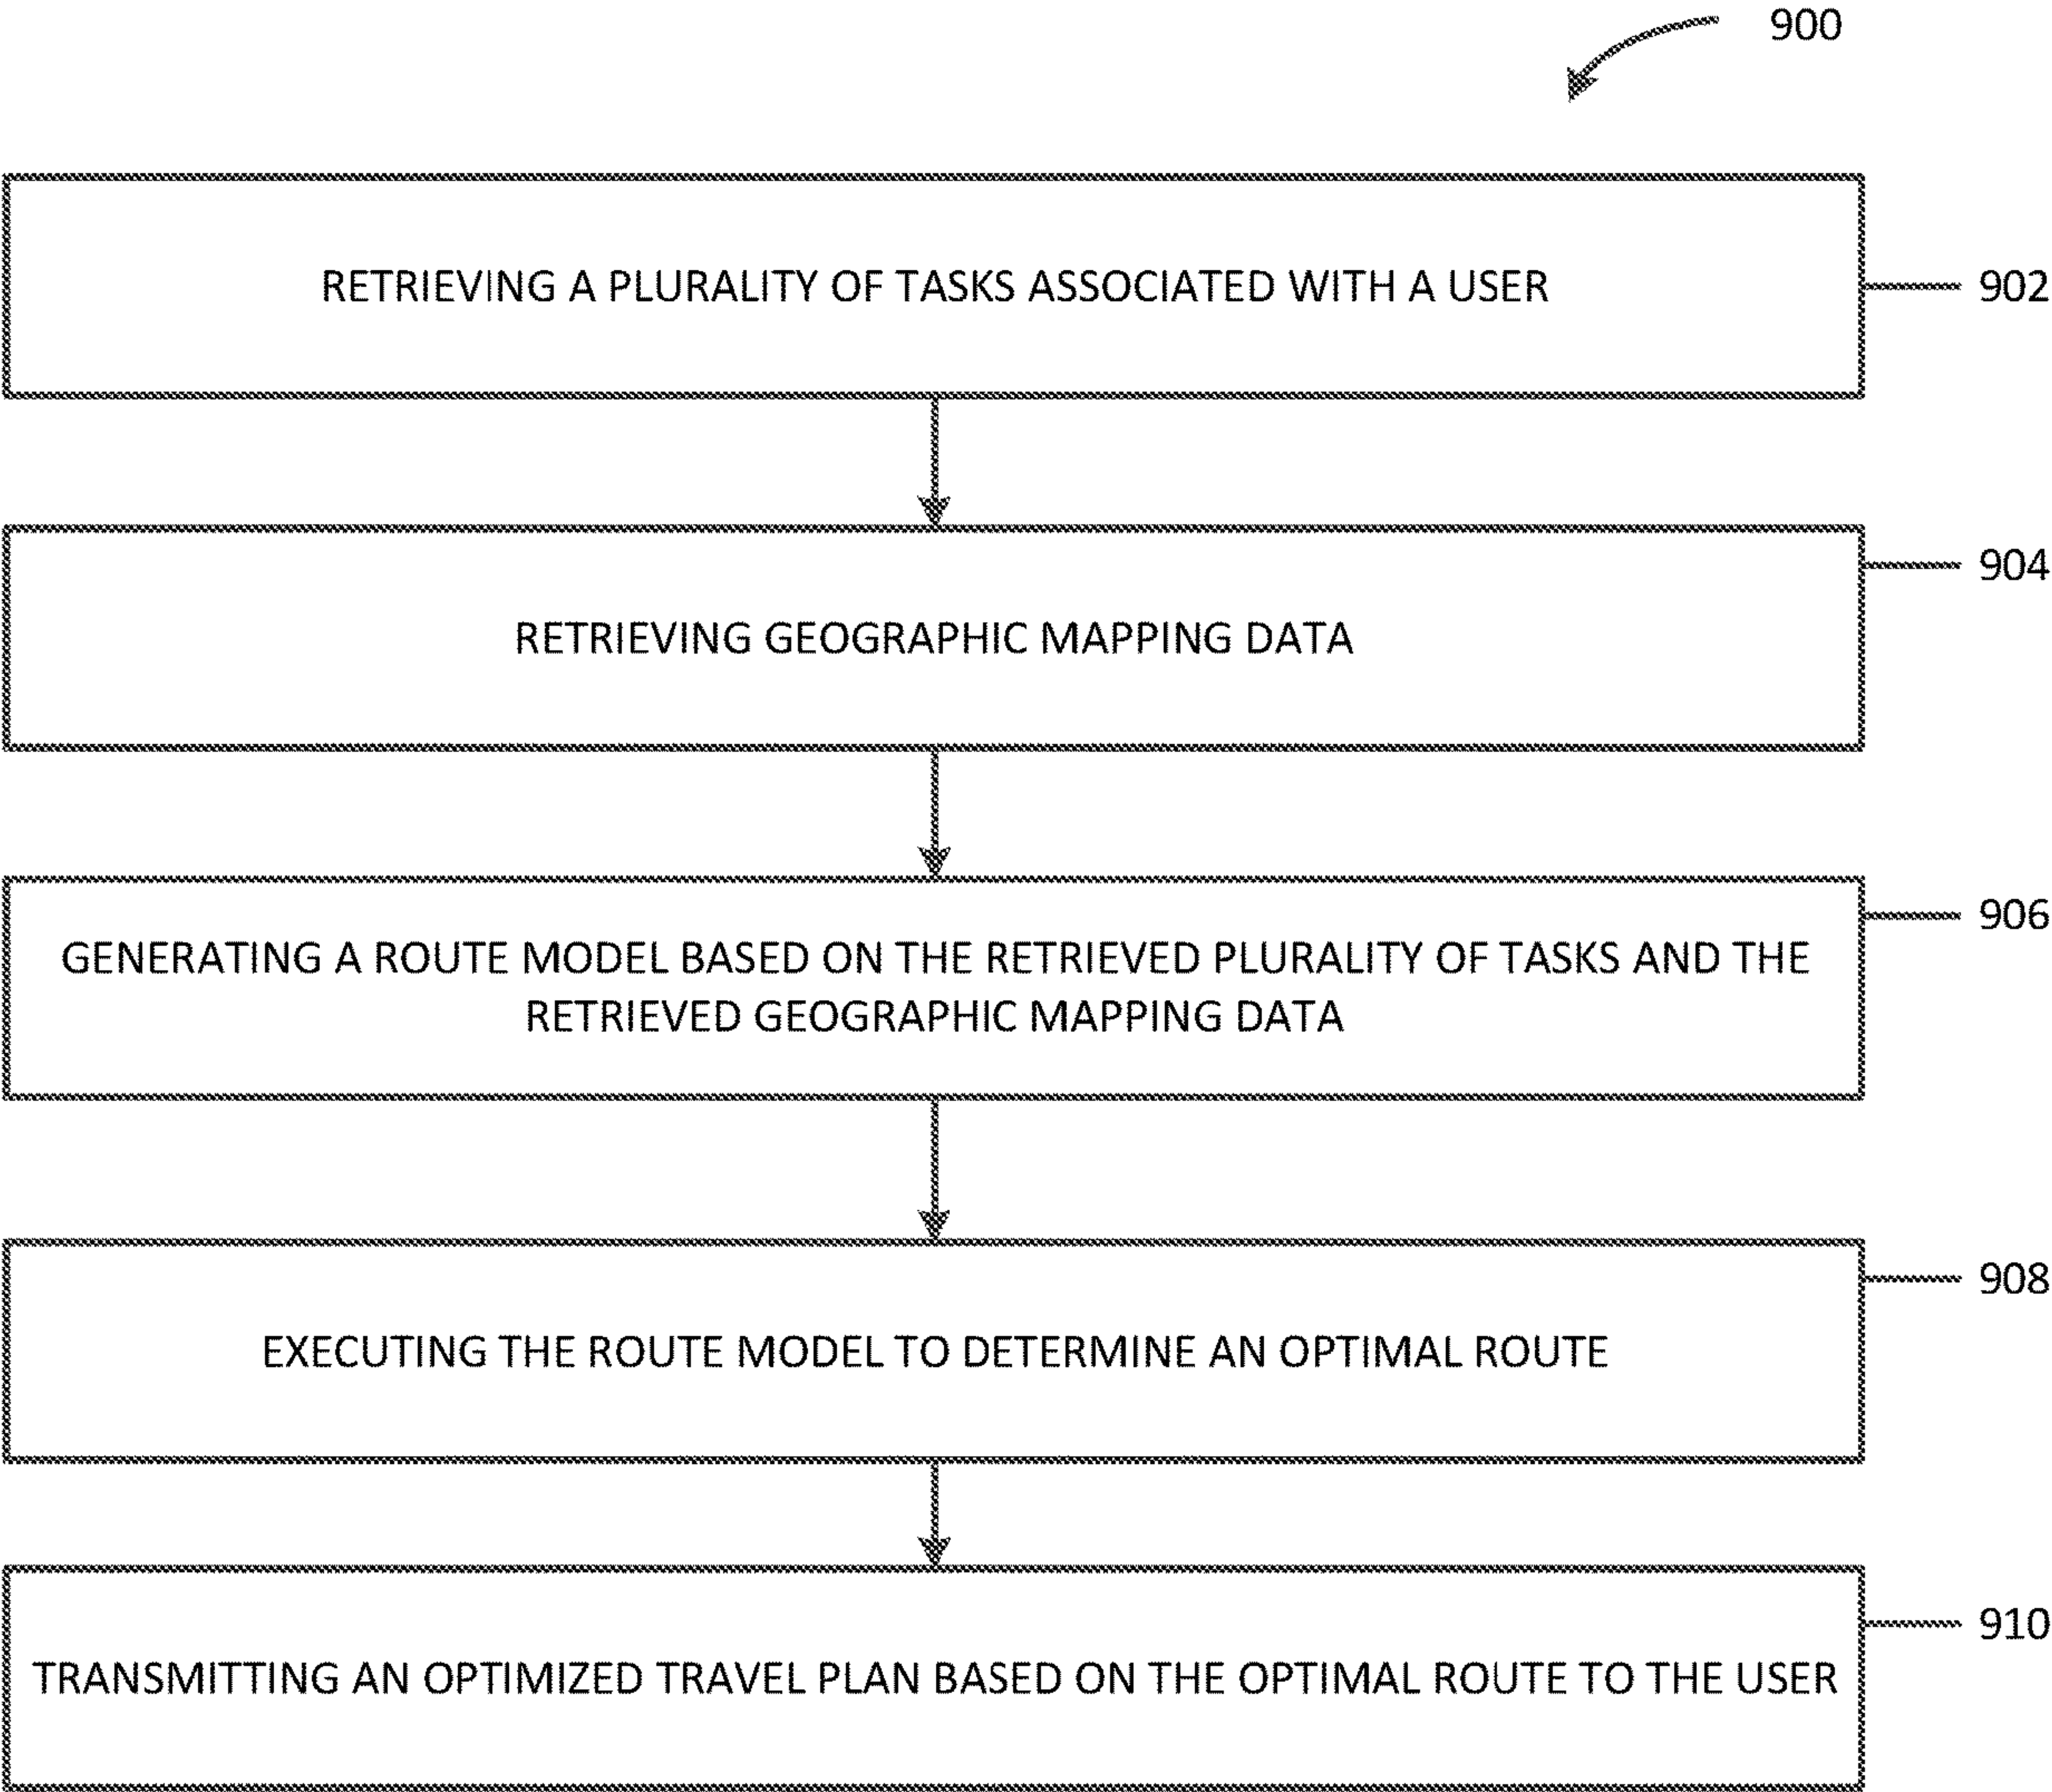 900
RETRIEVING A PLURALITY OF TASKS ASSOCIATED WITH A USER
902
904
RETRIEVING GEOGRAPHIC MAPPING DATA
906
GENERATING A ROUTE MODEL BASED ON THE RETRIEVED PLURALITY OF TASKS AND THE
RETRIEVED GEOGRAPHIC MAPPING DATA
908
EXECUTING THE ROUTE MODEL TO DETERMINE AN OPTIMAL ROUTE
910
TRANSMITTING AN OPTIMIZED TRAVEL PLAN BASED ON THE OPTIMAL ROUTE TO THE USER